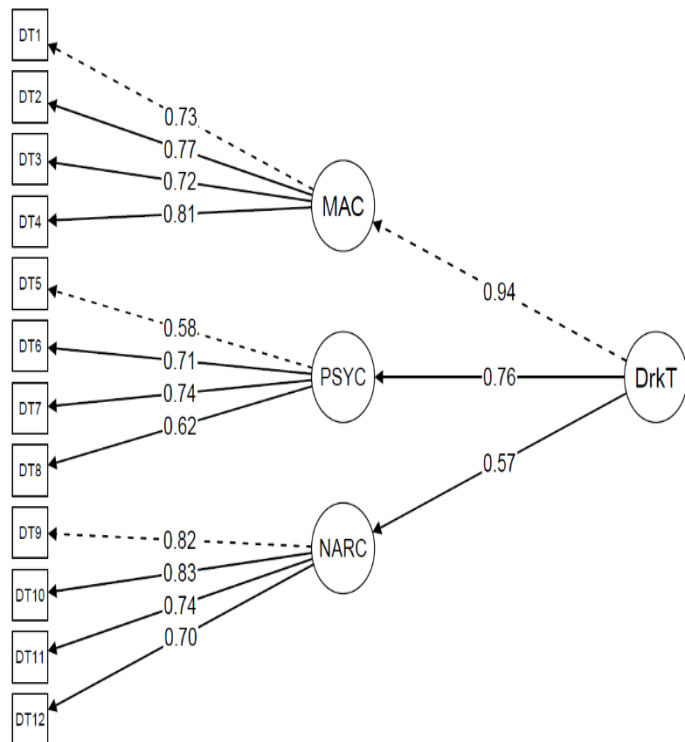 DT1
DT2
DT3
DT4
DT5
DT6
DT7
DT8
DT9
DT10
DT11
DT12
0.73
0.77
0.72
0.81
0.58
0.71
0.74
0.62
0.82
0.83
0.74
0.70
MAC
PSYC
NARC
0.94
0.76
0.57
DrkT